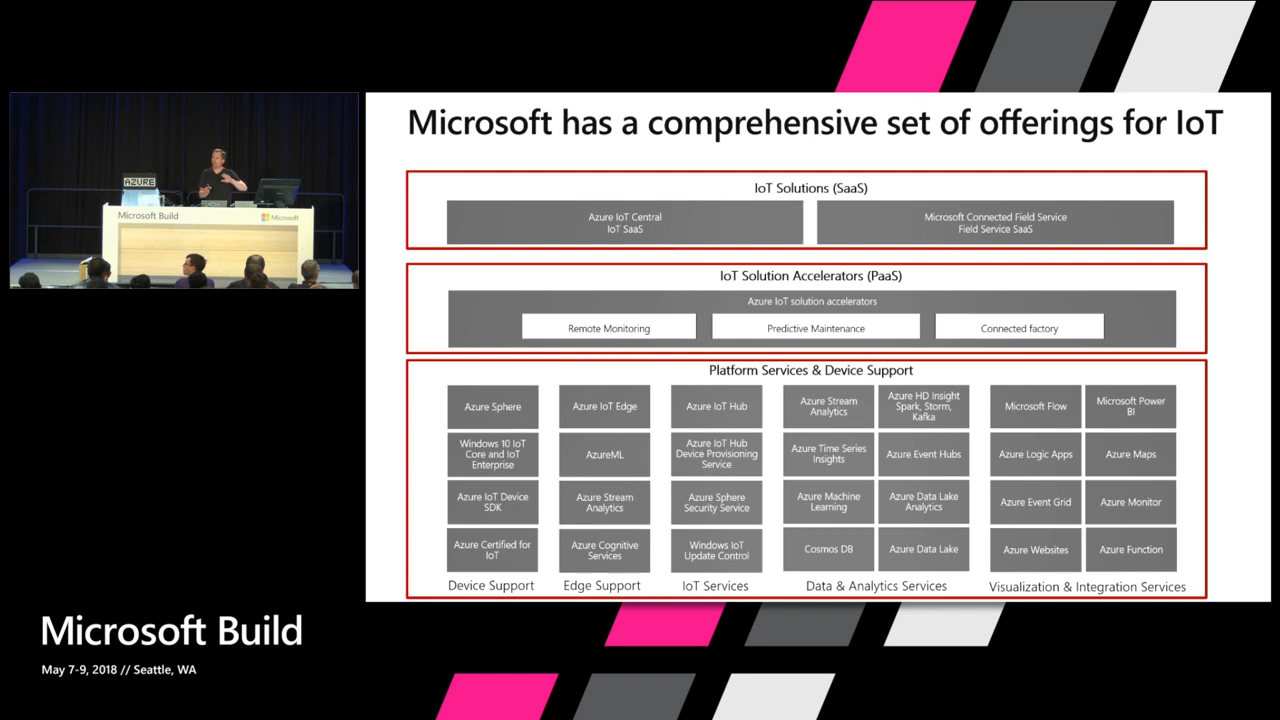 Microsoft has a comprehensive set of offerings for IoT
AZURE
Microsoft Build
Microsoft
IoT Solutions (SaaS)
Azure IoT Central
IoT SaaS
Microsoft Connected Field Service
Field Service SaaS
IoT Solution Accelerators (PaaS)
Azure IoT solution accelerators
Remote Monitoring
Predictive Maintenance
Connected factory
Platform Services & Device Support
Azure Sphere
Windows 10 IoT
Core and IoT
Enterprise
Azure IoT Device
SDK
Azure Certified for
IoT
Device Support
Azure IoT Edge
AzureML
Azure Stream
Analytics
Azure Cognitive
Services
Edge Support
Azure IoT Hub
Azure IoT Hub
Device Provisioning
Service
Azure Sphere
Security Service
Windows IoT
Update Control
IoT Services
Azure Stream
Analytics
Azure HD Insight
Spark, Storm,
Kafka
Azure Time Series
Insights
Azure Event Hubs
Azure Machine
Learning
Azure Data Lake
Analytics
Cosmos DB
Azure Data Lake
Data & Analytics Services
Microsoft Flow
Microsoft Power
BI
Azure Logic Apps
Azure Maps
Azure Event Grid
Azure Monitor
Azure Websites
Azure Function
Visualization & Integration Services
Microsoft Build
May 7-9, 2018 // Seattle, WA